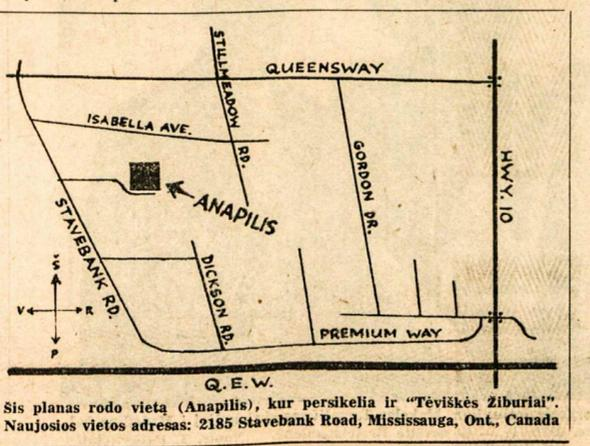 STILLMEADOW RD.
QUEENSWAY
ISABELLA AVE.
GORDON DR.
HWY. 10
ANAPILIS
STAVEBANK RD.
DICKSON RD.
Š
V R
P
PREMIUM WAY
Q.E.W.
Šis planas rodo vietą (Anapilis), kur persikelia ir “Tėviškės Žiburiai”.
Naujosios vietos adresas: 2185 Stavebank Road, Mississauga, Ont., Canada